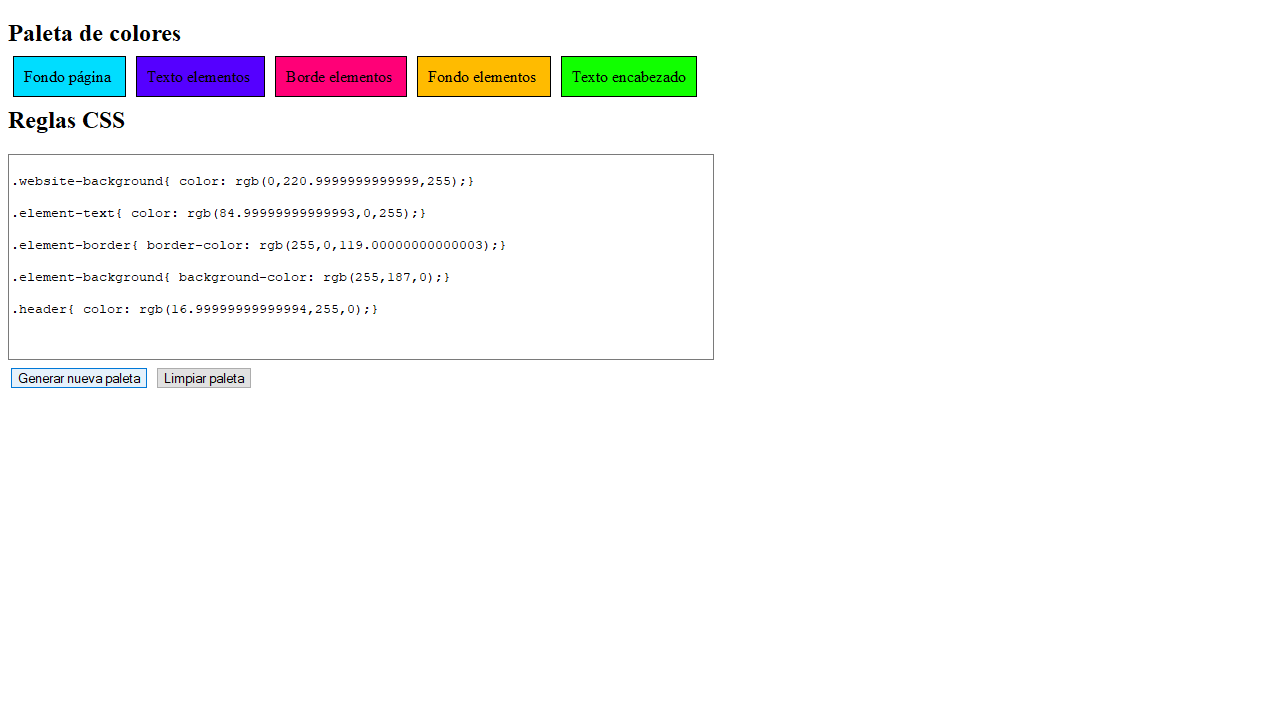 Paleta de colores
Fondo página Texto elementos Borde elementos Fondo elementos Texto encabezado
Reglas CSS
.website-background{ color: rgb(0,220.9999999999999,255);}
.element-text{ color: rgb(84.99999999999993,0,255);}
.element-border{ border-color: rgb(255,0,119.00000000000003);}
.element-background{ background-color: rgb(255,187,0);}
.header{ color: rgb(16.99999999999994,255,0);}
Generar nueva paleta Limpiar paleta